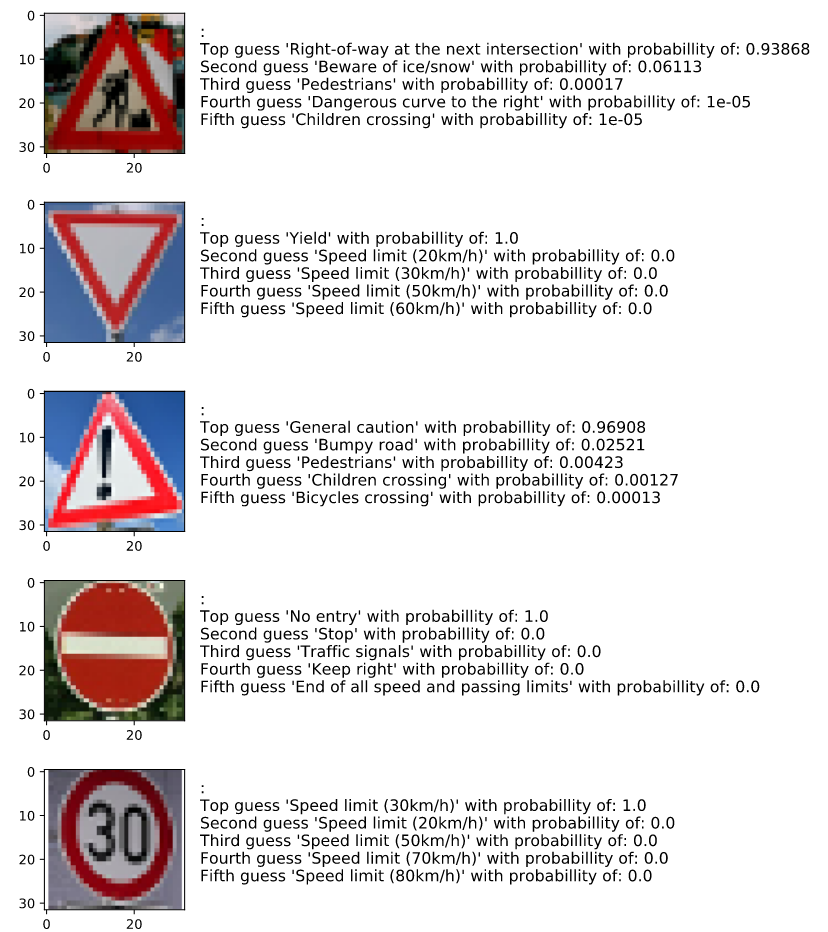 0
10
20
30
0 20
:
Top guess 'Right-of-way at the next intersection' with probabillity of: 0.93868
Second guess 'Beware of ice/snow' with probabillity of: 0.06113
Third guess 'Pedestrians' with probabillity of: 0.00017
Fourth guess 'Dangerous curve to the right' with probabillity of: 1e-05
Fifth guess 'Children crossing' with probabillity of: 1e-05
0
10
20
30
0 20
:
Top guess 'Yield' with probabillity of: 1.0
Second guess 'Speed limit (20km/h)' with probabillity of: 0.0
Third guess 'Speed limit (30km/h)' with probabillity of: 0.0
Fourth guess 'Speed limit (50km/h)' with probabillity of: 0.0
Fifth guess 'Speed limit (60km/h)' with probabillity of: 0.0
0
10
20
30
0 20
!
:
Top guess 'General caution' with probabillity of: 0.96908
Second guess 'Bumpy road' with probabillity of: 0.02521
Third guess 'Pedestrians' with probabillity of: 0.00423
Fourth guess 'Children crossing' with probabillity of: 0.00127
Fifth guess 'Bicycles crossing' with probabillity of: 0.00013
0
10
20
30
0 20
:
Top guess 'No entry' with probabillity of: 1.0
Second guess 'Stop' with probabillity of: 0.0
Third guess 'Traffic signals' with probabillity of: 0.0
Fourth guess 'Keep right' with probabillity of: 0.0
Fifth guess 'End of all speed and passing limits' with probabillity of: 0.0
0
10
20
30
0 20
30
:
Top guess 'Speed limit (30km/h)' with probabillity of: 1.0
Second guess 'Speed limit (20km/h)' with probabillity of: 0.0
Third guess 'Speed limit (50km/h)' with probabillity of: 0.0
Fourth guess 'Speed limit (70km/h)' with probabillity of: 0.0
Fifth guess 'Speed limit (80km/h)' with probabillity of: 0.0